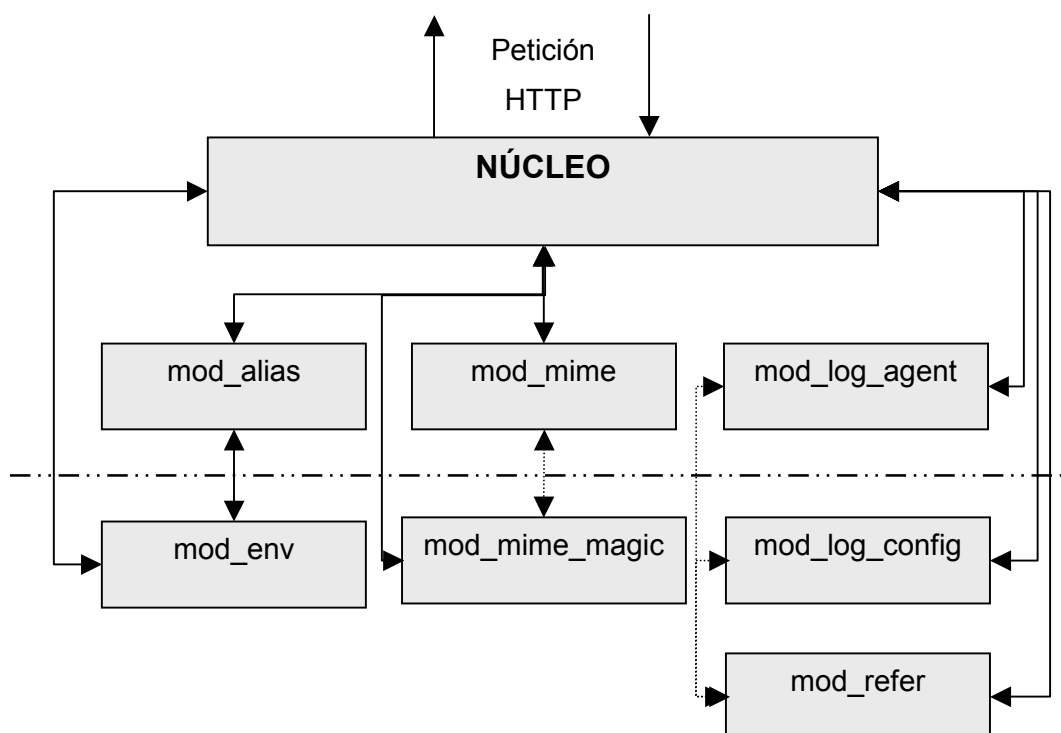 Petición
HTTP
NÚCLEO
mod_alias
mod_mime
mod_log_agent
mod_env
mod_mime_magic
mod_log_config
mod_refer